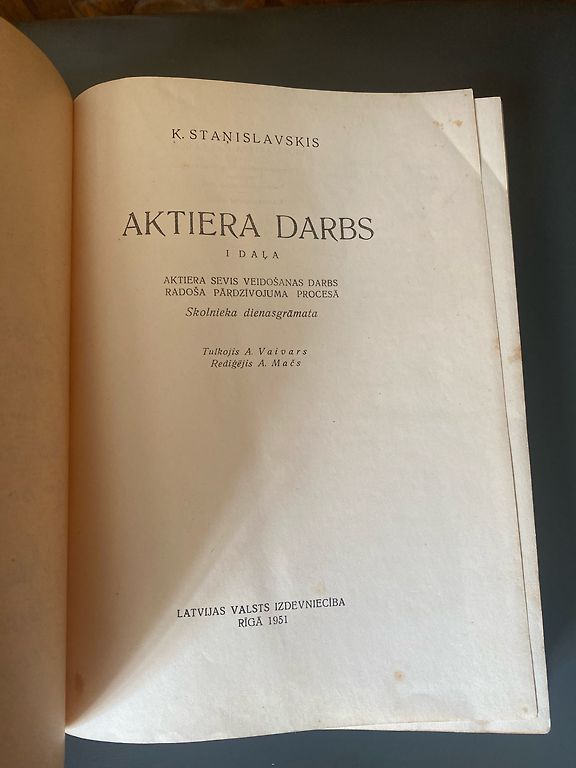 K. STAŅISLAVSKIS
AKTIERA DARBS
I DAĻA
AKTIERA SEVIS VEIDOŠANAS DARBS
RADOŠA PĀRDZĪVOJUMA PROCESĀ
Skolnieka dienasgrāmata
Tulkojis A. Vaivars
Rediģējis A. Mačs
LATVIJAS VALSTS IZDEVNIECĪBA
RĪGĀ 1951